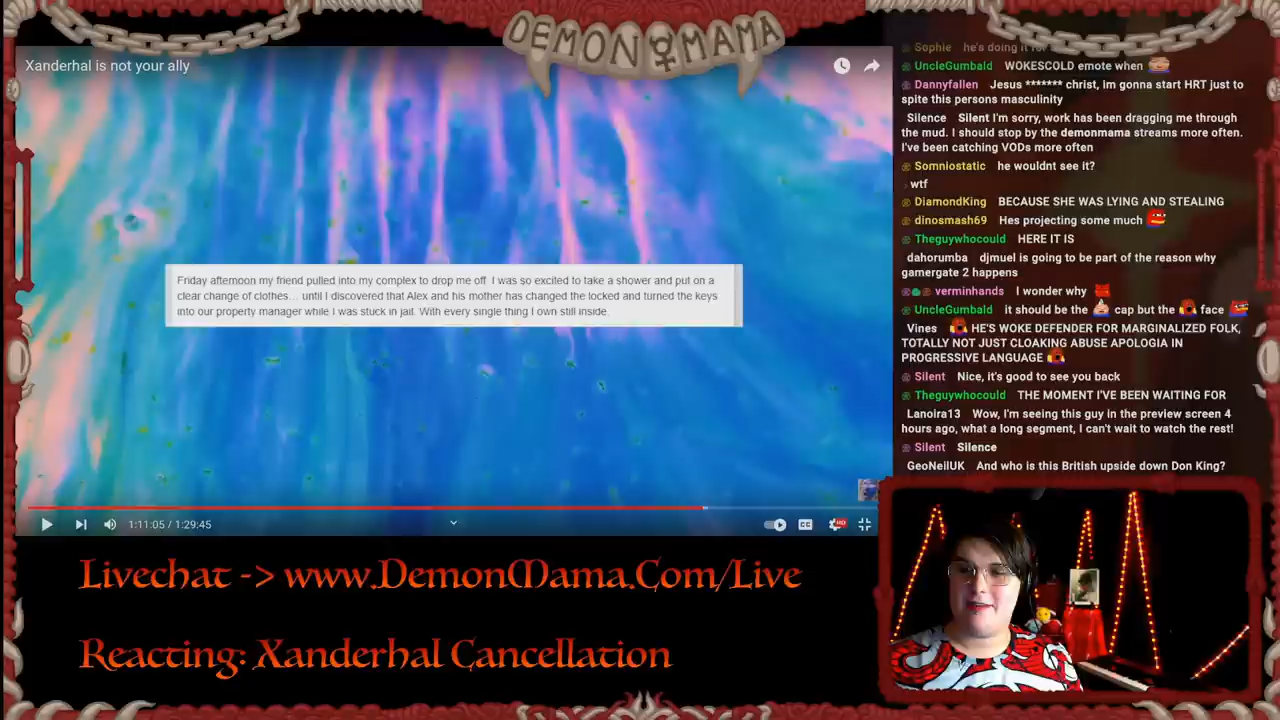 DEMON MAMA
Xanderhal is not your ally
Friday afternoon my friend pulled into my complex to drop me off. I was so excited to take a shower and put on a
clear change of clothes... until I discovered that Alex and his mother has changed the locked and turned the keys
into our property manager while I was stuck in jail. With every single thing I own still inside.
1:11:05 / 1:29:45
CC
HD
Livechat -> www.DemonMama.Com/Live
Reacting: Xanderhal Cancellation
Sophie he's doing it for
UncleGumbald WOKESCOLD emote when
Dannyfallen Jesus ******* christ, im gonna start HRT just to
spite this persons masculinity
Silence Silent I'm sorry, work has been dragging me through
the mud. I should stop by the demonmama streams more often.
I've been catching VODs more often
Somniostatic he wouldnt see it?
: wtf
DiamondKing BECAUSE SHE WAS LYING AND STEALING
dinosmash69 Hes projecting some much
Theguywhocould HERE IT IS
dahorumba djmuel is going to be part of the reason why
gamergate 2 happens
verminhands I wonder why
UncleGumbald it should be the cap but the face
Vines HE'S WOKE DEFENDER FOR MARGINALIZED FOLK,
TOTALLY NOT JUST CLOAKING ABUSE APOLOGIA IN
PROGRESSIVE LANGUAGE
Silent Nice, it's good to see you back
Theguywhocould THE MOMENT I'VE BEEN WAITING FOR
Lanoira13 Wow, I'm seeing this guy in the preview screen 4
hours ago, what a long segment, I can't wait to watch the rest!
Silent Silence
GeoNeilUK And who is this British upside down Don King?